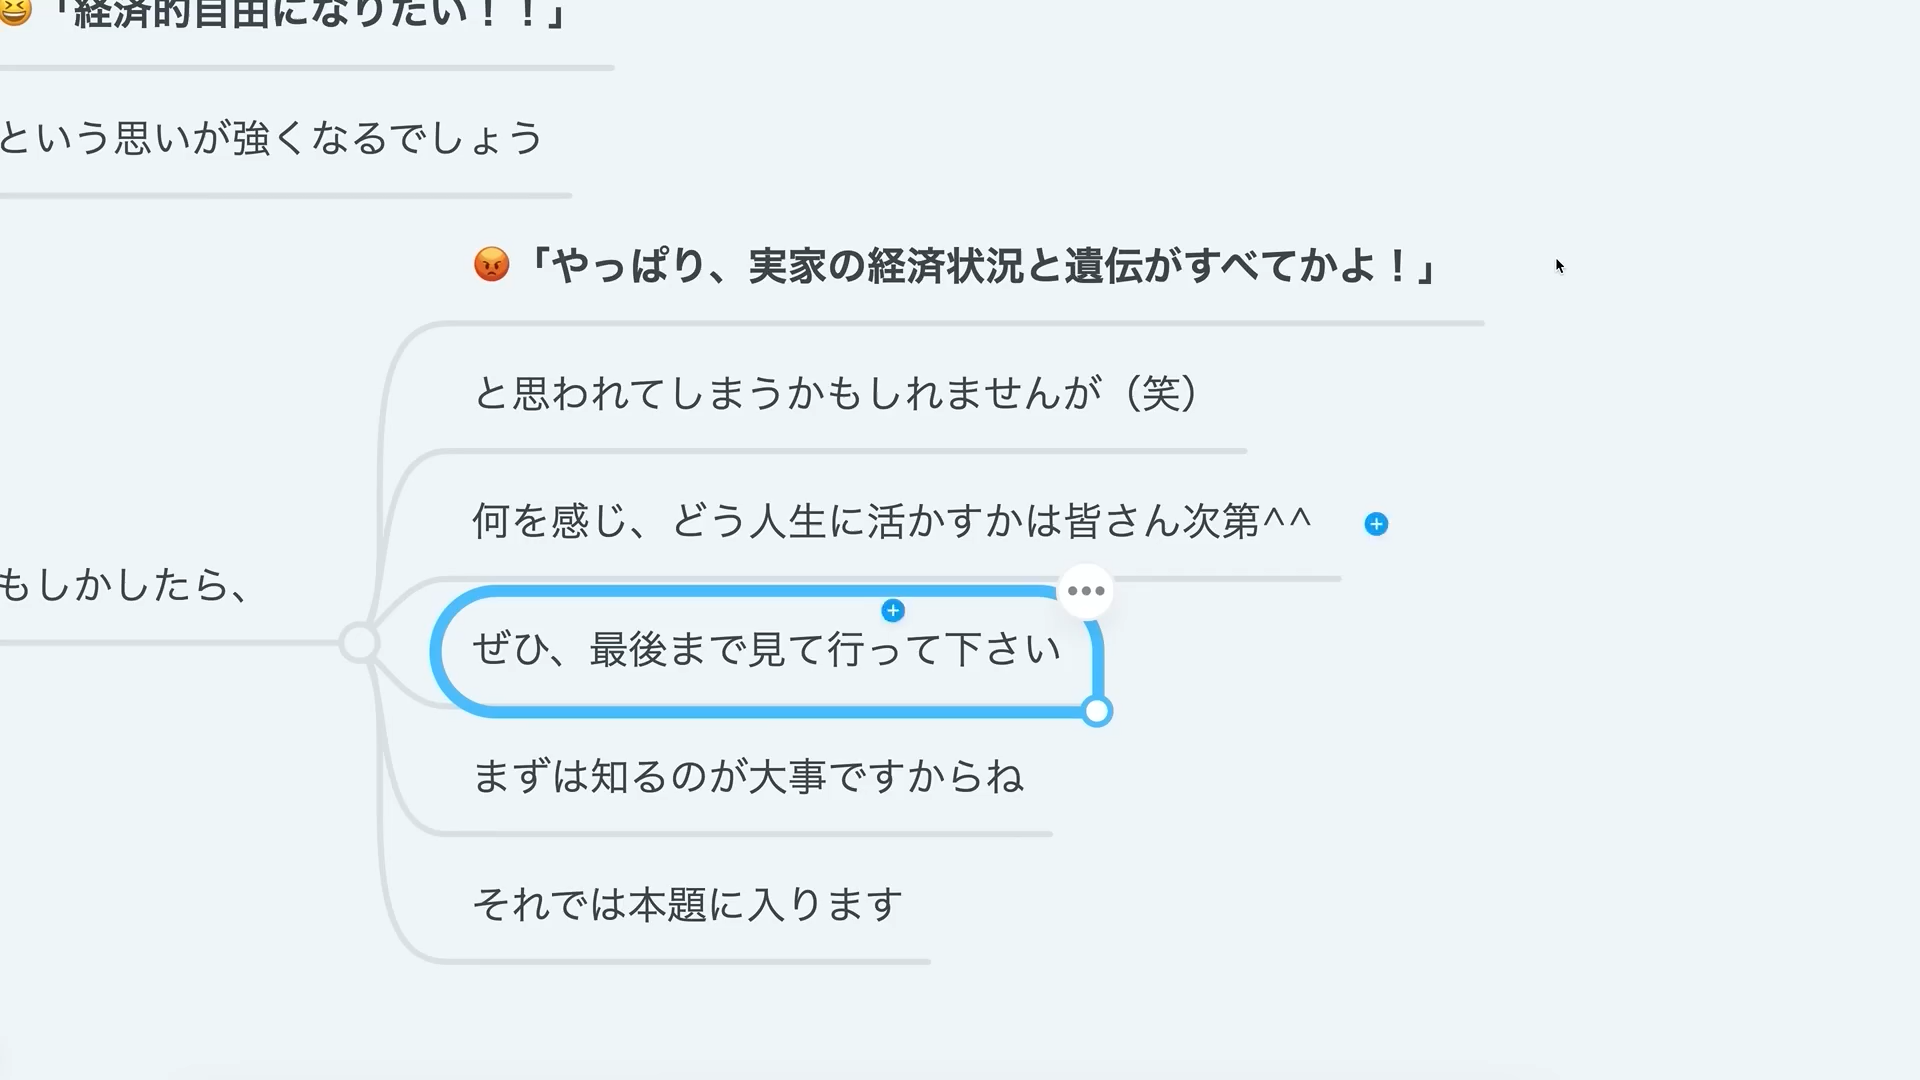 😆「経済的自由になりたい！！」
という思いが強くなるでしょう
もしかしたら、
😡「やっぱり、実家の経済状況と遺伝がすべてかよ！」
と思われてしまうかもしれませんが（笑）
何を感じ、どう人生に活かすかは皆さん次第^^
ぜひ、最後まで見て行って下さい
まずは知るのが大事ですからね
それでは本題に入ります